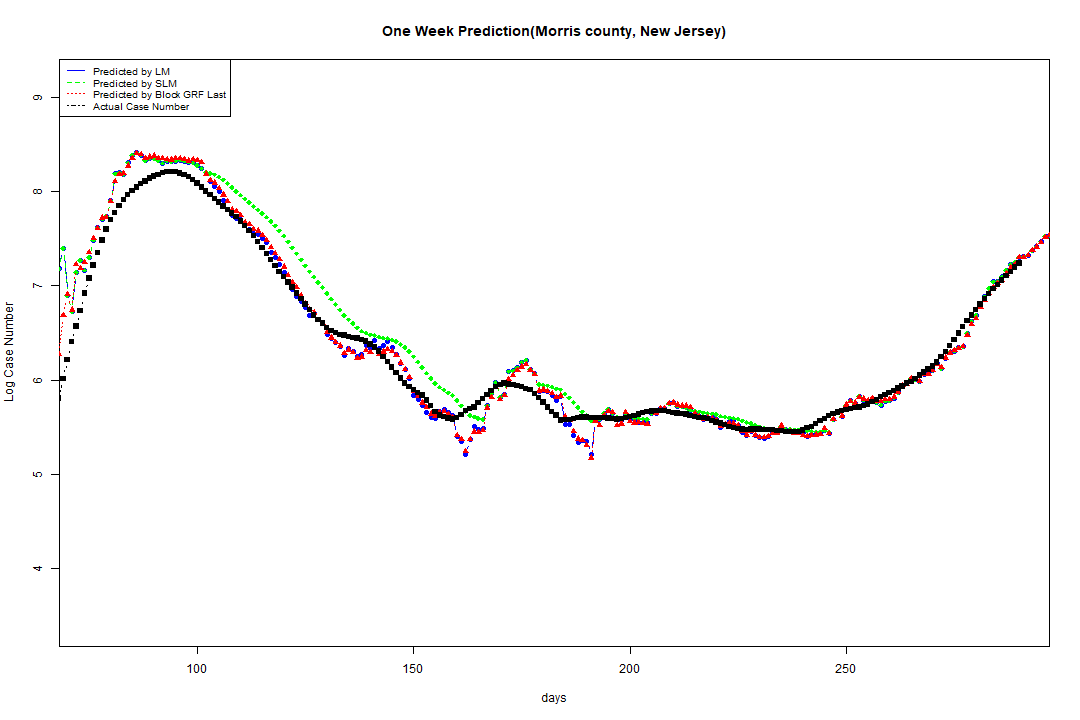 One Week Prediction(Morris county, New Jersey)
Predicted by LM
Predicted by SLM
Predicted by Block GRF Last
Actual Case Number
9
8
7
6
5
4
Log Case Number
100 150 200 250
days